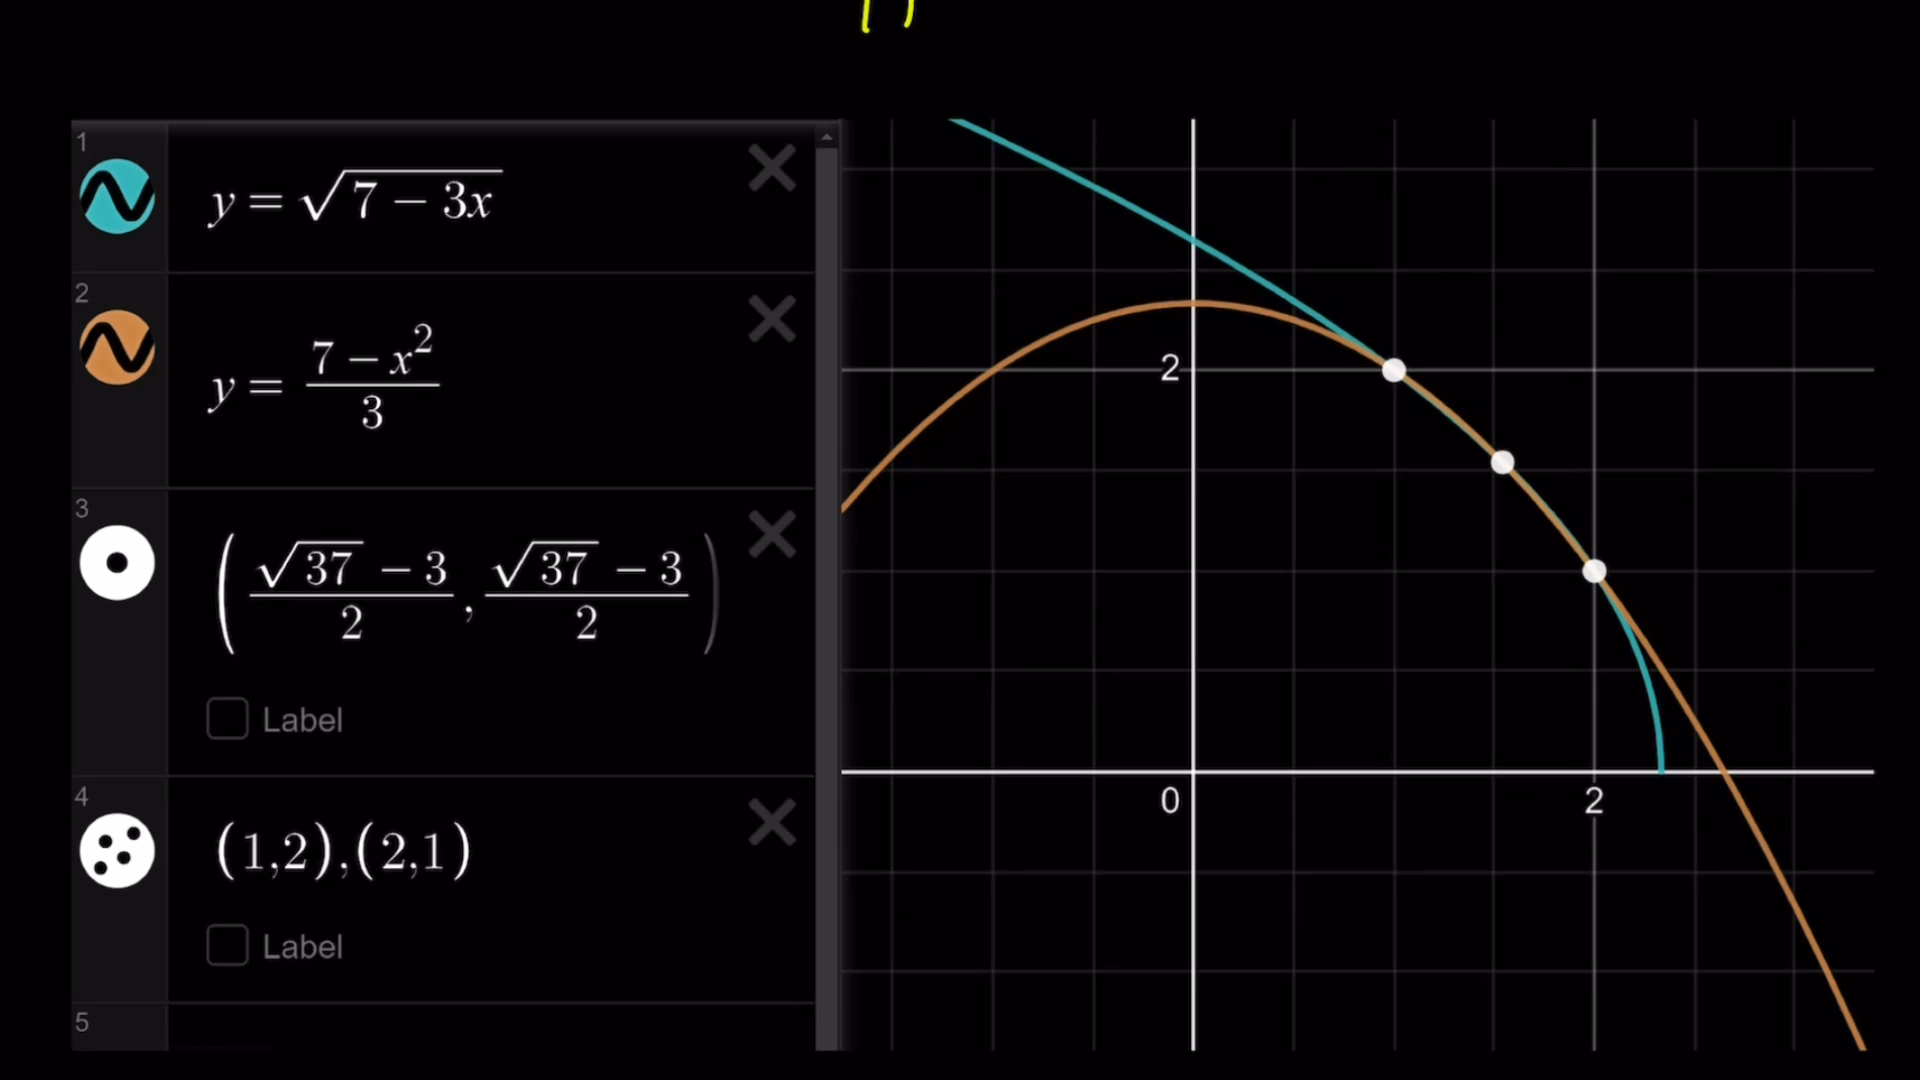 1
y = √(7 − 3x)
2
y = (7 − x²)/3
3
((√37 − 3)/2, (√37 − 3)/2)
Label
4
(1,2),(2,1)
Label
5
2
0
2